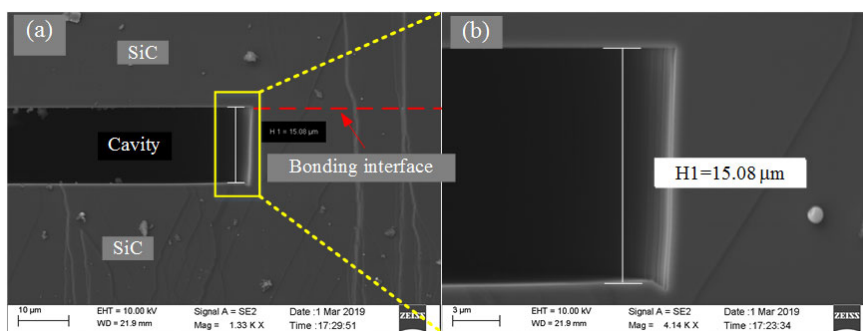 (a)
SiC
H 1 = 15.08 µm
Cavity
Bonding interface
SiC
10 µm
EHT = 10.00 kV
WD = 21.9 mm
Signal A = SE2
Mag = 1.33 K X
Date :1 Mar 2019
Time :17:29:51
ZEISS
(b)
H1=15.08 µm
3 µm
EHT = 10.00 kV
WD = 21.9 mm
Signal A = SE2
Mag = 4.14 K X
Date :1 Mar 2019
Time :17:23:34
ZEISS